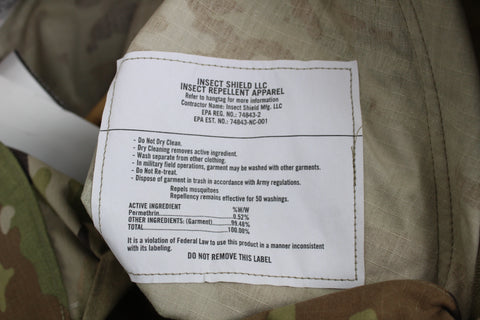 INSECT SHIELD LLC
INSECT REPELLENT APPAREL
Refer to hangtag for more information
Contractor Name: Insect Shield Mfg. LLC
EPA REG. NO.: 74843-2
EPA EST. NO.: 74843-NC-001
- Do Not Dry Clean.
- Dry Cleaning removes active ingredient.
- Wash separate from other clothing.
- In military field operations, garment may be washed with other garments.
- Do Not Re-treat.
- Dispose of garment in trash in accordance with Army regulations.
Repels mosquitoes
Repellency remains effective for 50 washings.
ACTIVE INGREDIENT %W/W
Permethrin 0.52%
OTHER INGREDIENTS: (Garment) 99.48%
TOTAL 100.00%
It is a violation of Federal Law to use this product in a manner inconsistent
with its labeling.
DO NOT REMOVE THIS LABEL